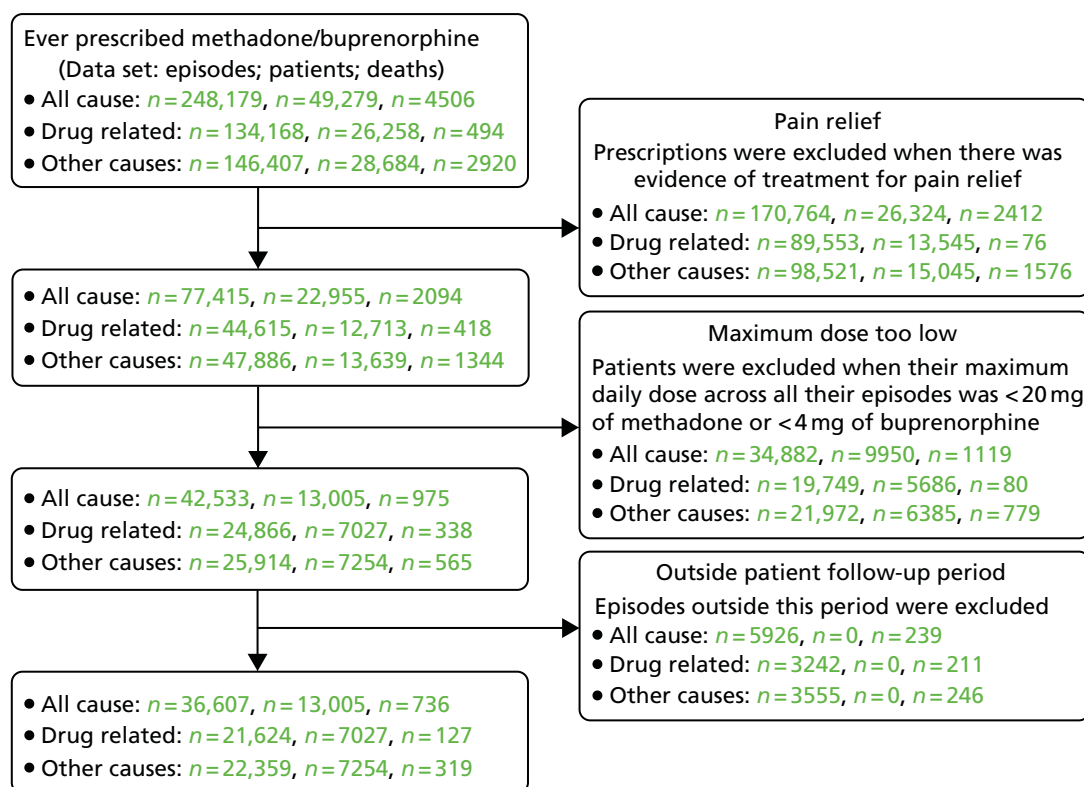 Ever prescribed methadone/buprenorphine
(Data set: episodes; patients; deaths)
• All cause: n=248,179, n=49,279, n=4506
• Drug related: n=134,168, n=26,258, n=494
• Other causes: n=146,407, n=28,684, n=2920
Pain relief
Prescriptions were excluded when there was
evidence of treatment for pain relief
• All cause: n=170,764, n=26,324, n=2412
• Drug related: n=89,553, n=13,545, n=76
• Other causes: n=98,521, n=15,045, n=1576
• All cause: n=77,415, n=22,955, n=2094
• Drug related: n=44,615, n=12,713, n=418
• Other causes: n=47,886, n=13,639, n=1344
Maximum dose too low
Patients were excluded when their maximum
daily dose across all their episodes was <20 mg
of methadone or <4 mg of buprenorphine
• All cause: n=34,882, n=9950, n=1119
• Drug related: n=19,749, n=5686, n=80
• Other causes: n=21,972, n=6385, n=779
• All cause: n=42,533, n=13,005, n=975
• Drug related: n=24,866, n=7027, n=338
• Other causes: n=25,914, n=7254, n=565
Outside patient follow-up period
Episodes outside this period were excluded
• All cause: n=5926, n=0, n=239
• Drug related: n=3242, n=0, n=211
• Other causes: n=3555, n=0, n=246
• All cause: n=36,607, n=13,005, n=736
• Drug related: n=21,624, n=7027, n=127
• Other causes: n=22,359, n=7254, n=319